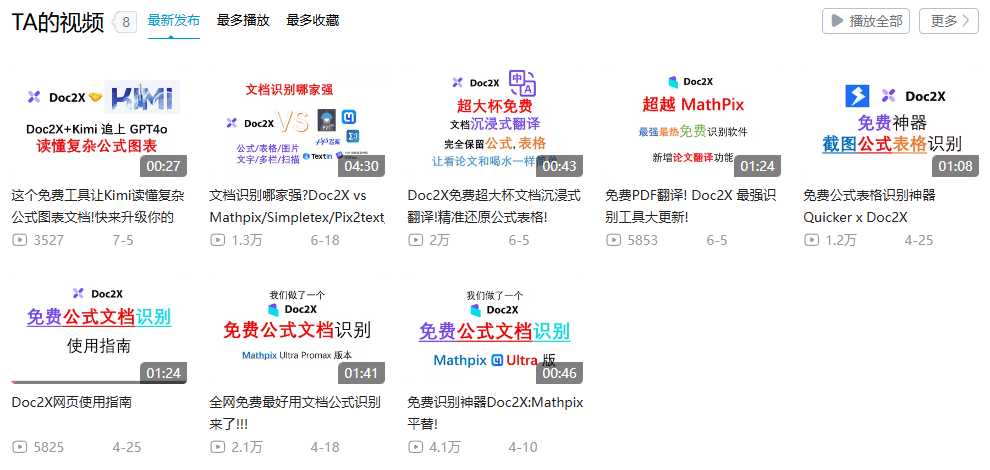 TA的视频 8 最新发布 最多播放 最多收藏 播放全部 更多
Doc2X KIMI
Doc2X+Kimi 追上 GPT4o
读懂复杂公式图表
00:27
这个免费工具让Kimi读懂复杂
公式图表文档!快来升级你的
3527 7-5
文档识别哪家强
Doc2X VS
公式/表格/图片
文字/多栏/扫描
TextIn
04:30
文档识别哪家强?Doc2X vs
Mathpix/Simpletex/Pix2text
1.3万 6-18
Doc2X 中 A
超大杯免费
文档沉浸式翻译
完全保留公式, 表格
让看论文和喝水一样简单
00:43
Doc2X免费超大杯文档沉浸式
翻译!精准还原公式表格!
2万 6-5
Doc2X
超越 MathPix
最强最热免费识别软件
新增论文翻译功能
01:24
免费PDF翻译! Doc2X 最强识
别工具大更新!
5853 6-5
Doc2X
免费神器
截图公式表格识别
01:08
免费公式表格识别神器
Quicker x Doc2X
1.2万 4-25
Doc2X
免费公式文档识别
使用指南
01:24
Doc2X网页使用指南
5825 4-25
我们做了一个
Doc2X
免费公式文档识别
Mathpix Ultra Promax 版本
01:41
全网免费最好用文档公式识别
来了!!!
2.1万 4-18
我们做了一个
Doc2X
免费公式文档识别
Mathpix Ultra 版
00:46
免费识别神器Doc2X:Mathpix
平替!
4.1万 4-10